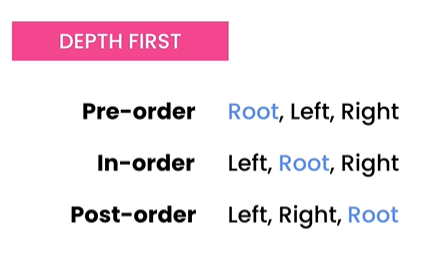 DEPTH FIRST
Pre-order Root, Left, Right
In-order Left, Root, Right
Post-order Left, Right, Root